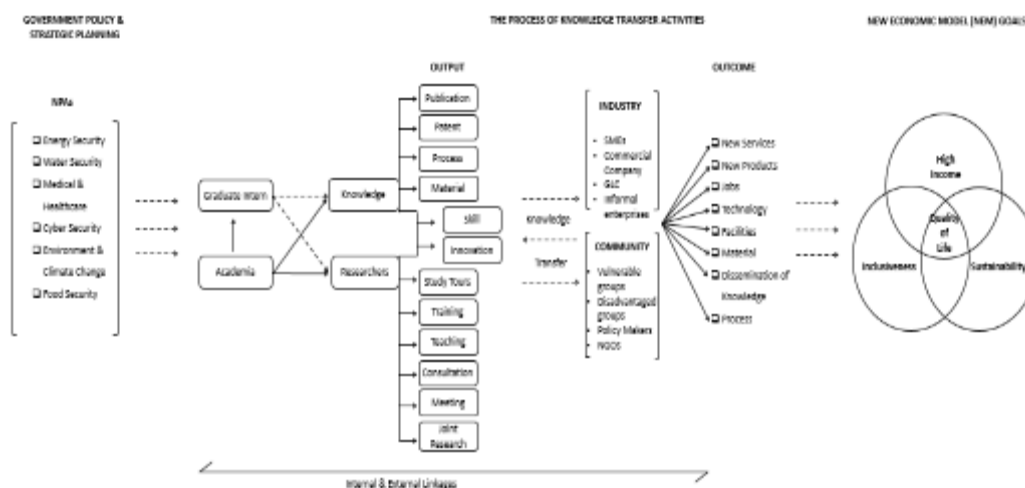 GOVERNMENT POLICY &
STRATEGIC PLANNING
THE PROCESS OF KNOWLEDGE TRANSFER ACTIVITIES
NEW ECONOMIC MODEL (NEM) GOALS
OUTPUT
OUTCOME
NPAs
Energy Security
Water Security
Medical &
Healthcare
Cyber Security
Environment &
Climate Change
Food Security
Graduate Intern
Academia
Knowledge
Researchers
Publication
Patent
Process
Material
Skill
Innovation
Study Tours
Training
Teaching
Consultation
Meeting
Joint
Research
Knowledge
Transfer
INDUSTRY
SMEs
Commercial
Company
GLC
Informal
enterprises
COMMUNITY
Vulnerable
groups
Disadvantaged
groups
Policy Makers
NGOS
New Services
New Products
Jobs
Technology
Facilities
Material
Dissemination of
Knowledge
Process
High
Income
Quality
of
Life
Inclusiveness
Sustainability
Internal & External Linkages